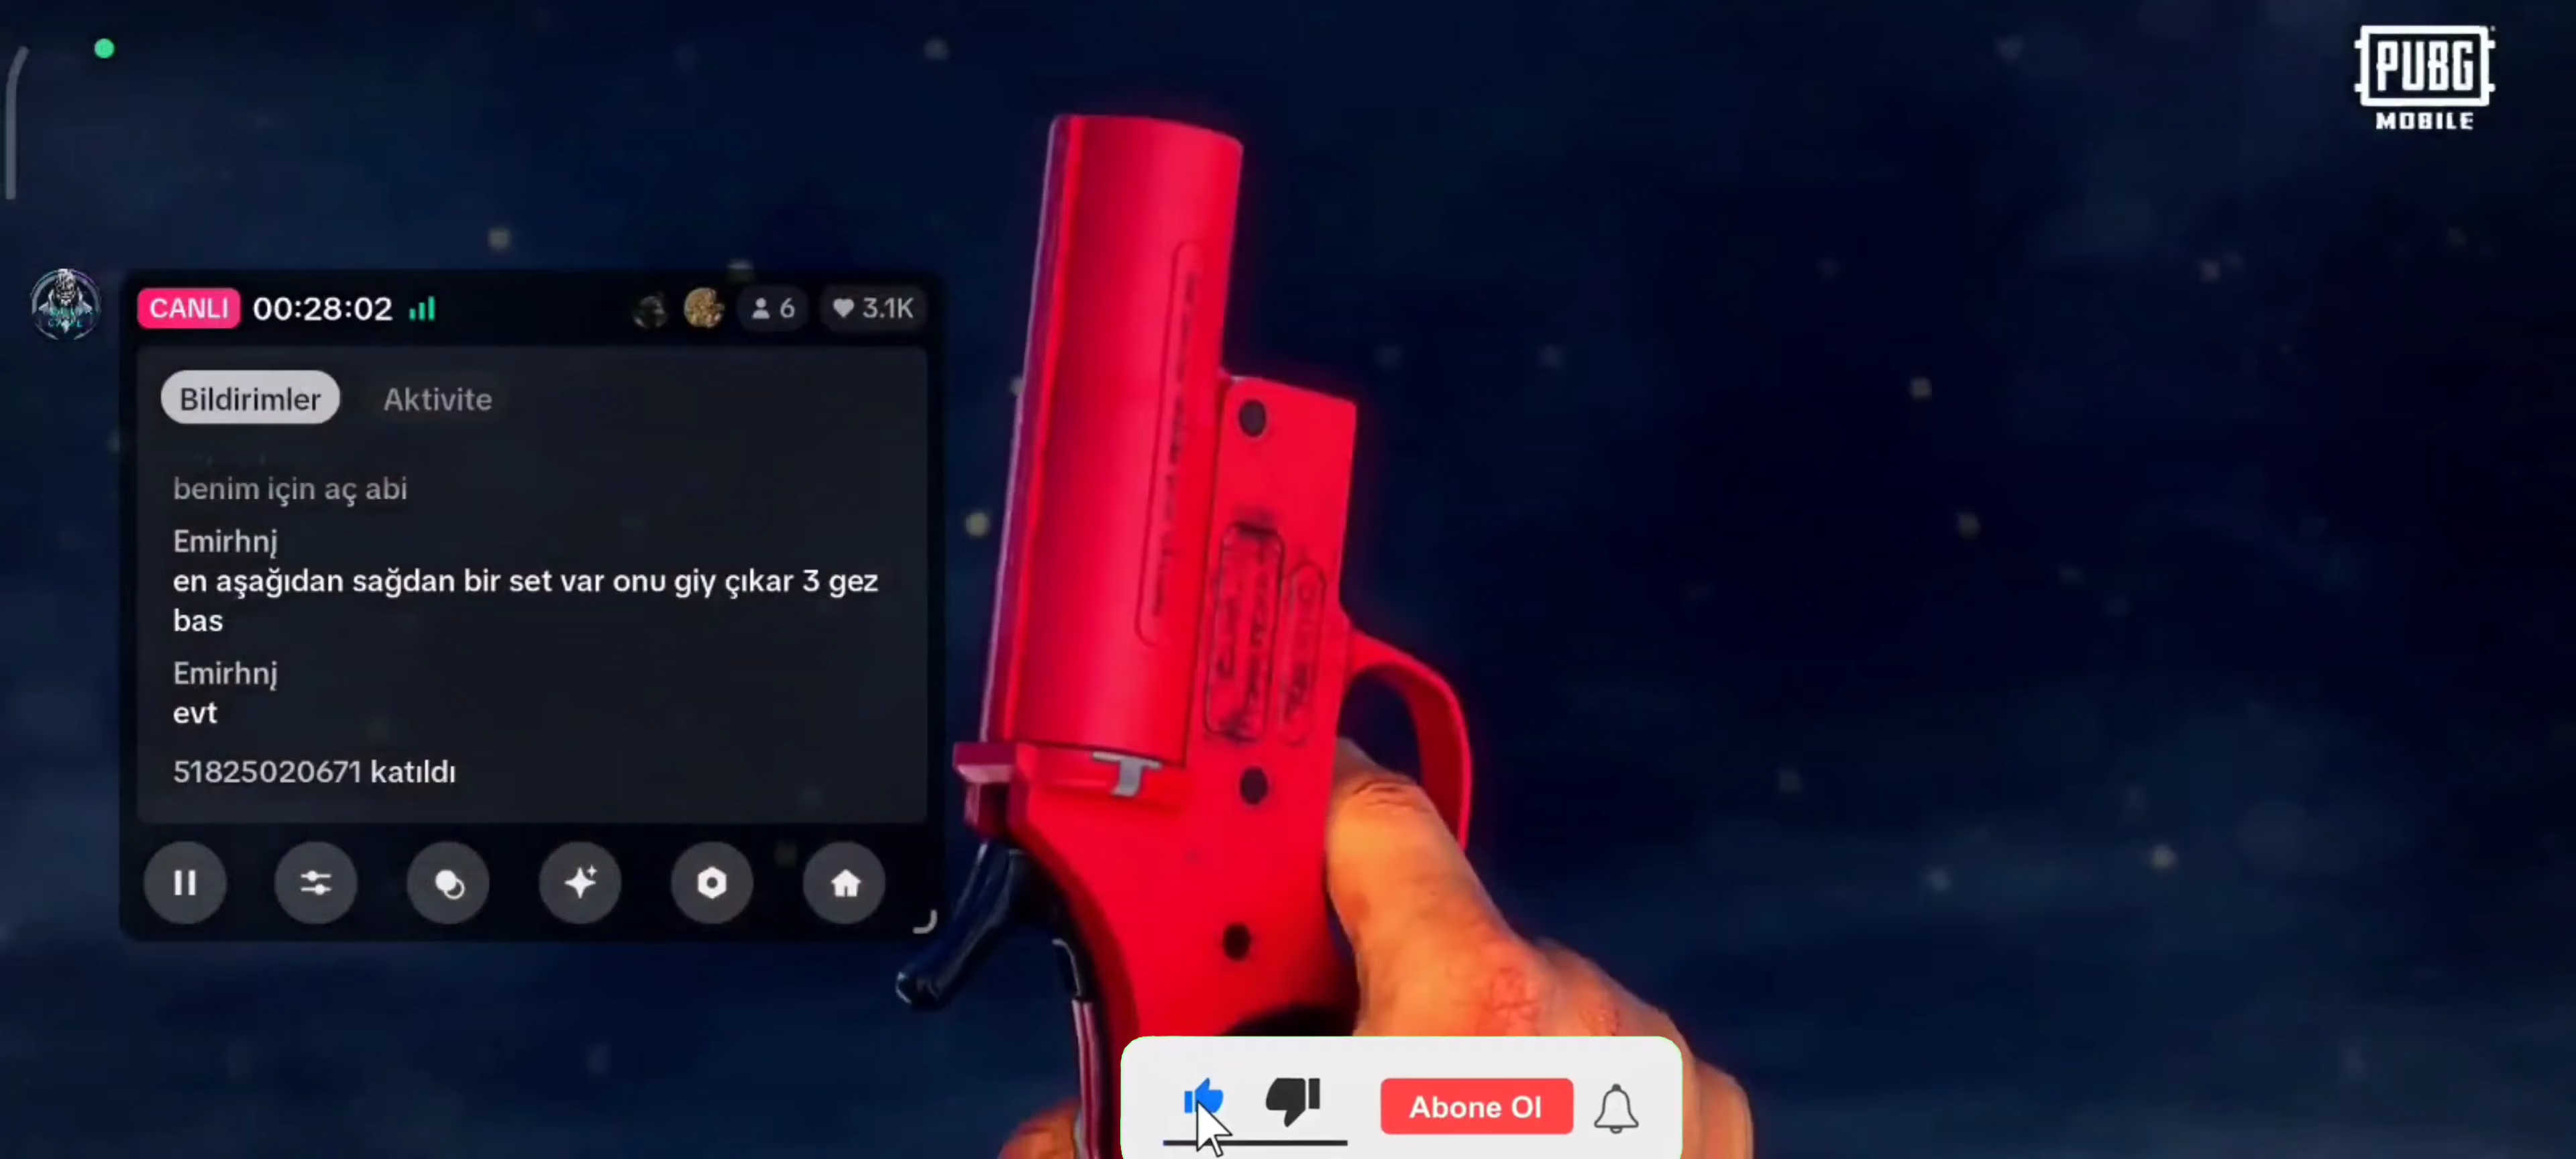 PUBG
MOBILE
CANLI 00:28:02 6 3.1K
Bildirimler Aktivite
benim için aç abi
Emirhnj
en aşağıdan sağdan bir set var onu giy çıkar 3 gez
bas
Emirhnj
evt
51825020671 katıldı
Abone Ol